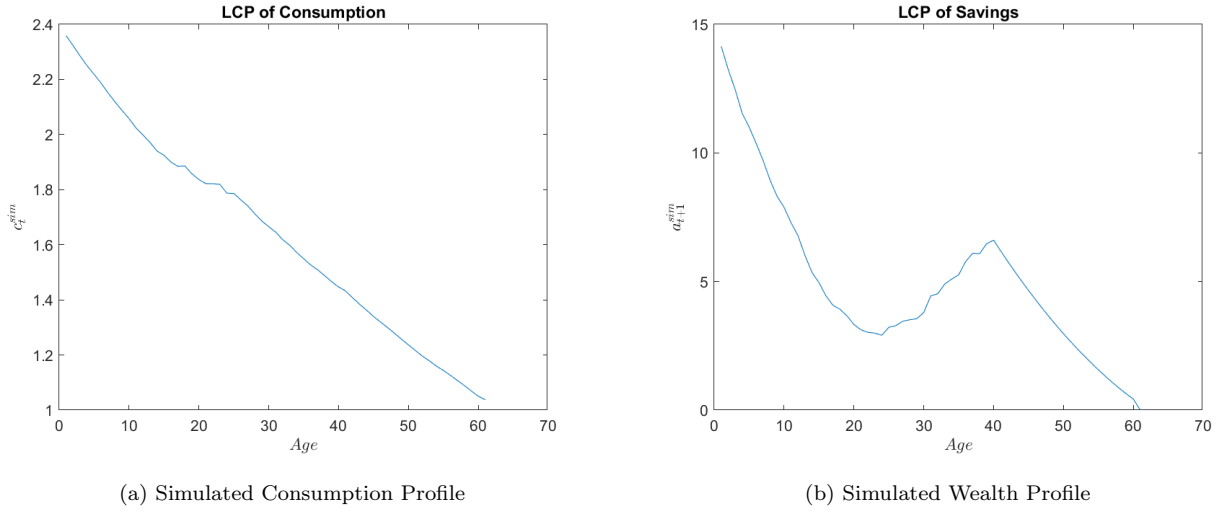 LCP of Consumption
2.4
2.2
2
1.8
1.6
1.4
1.2
1
c_t^{sim}
0 10 20 30 40 50 60 70
Age
(a) Simulated Consumption Profile
LCP of Savings
15
10
5
0
a_{t+1}^{sim}
0 10 20 30 40 50 60 70
Age
(b) Simulated Wealth Profile